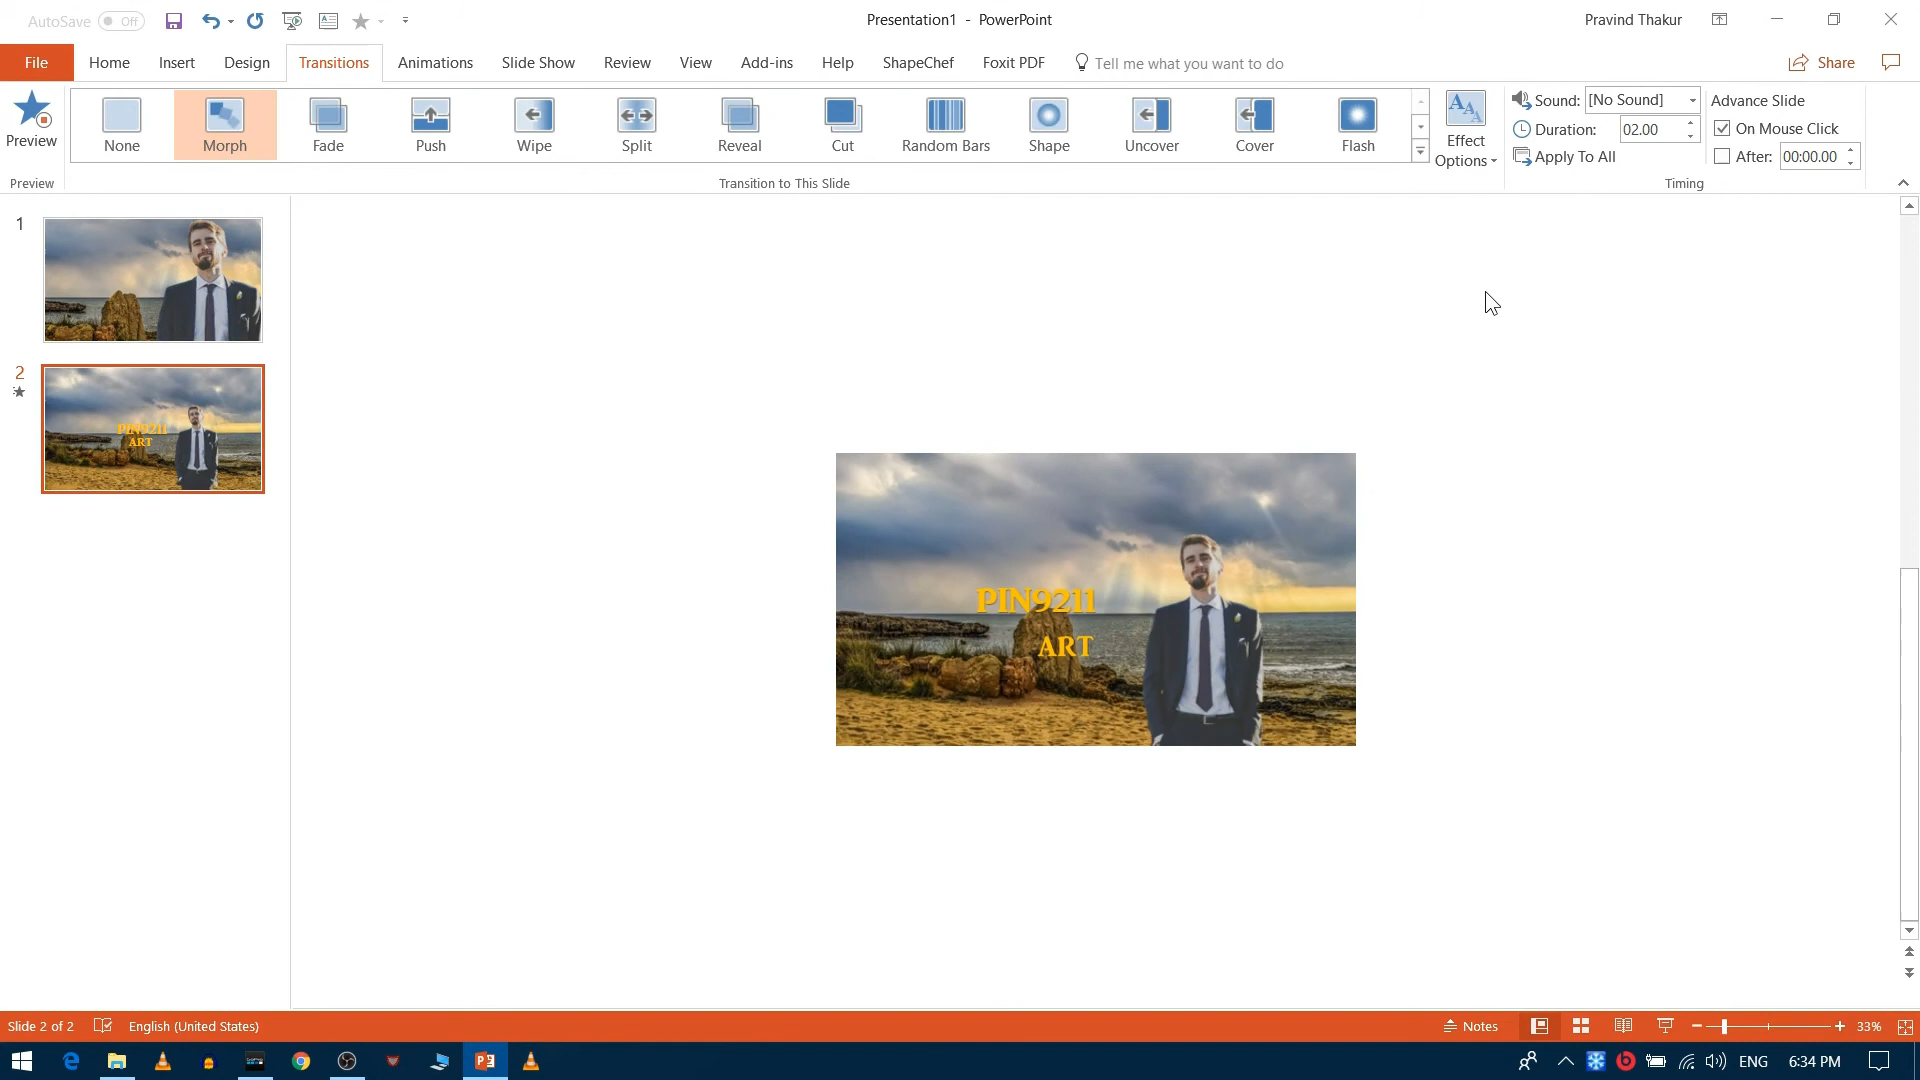 AutoSave Off
Presentation1 - PowerPoint
Pravind Thakur
File Home Insert Design Transitions Animations Slide Show Review View Add-ins Help ShapeChef Foxit PDF Tell me what you want to do Share
Preview
None Morph Fade Push Wipe Split Reveal Cut Random Bars Shape Uncover Cover Flash
Effect
Options
Sound: [No Sound]
Duration: 02.00
Apply To All
Advance Slide
On Mouse Click
After: 00:00.00
Preview Transition to This Slide Timing
1
2
PIN9211
ART
PIN9211
ART
Slide 2 of 2 English (United States) Notes 33%
ENG 6:34 PM